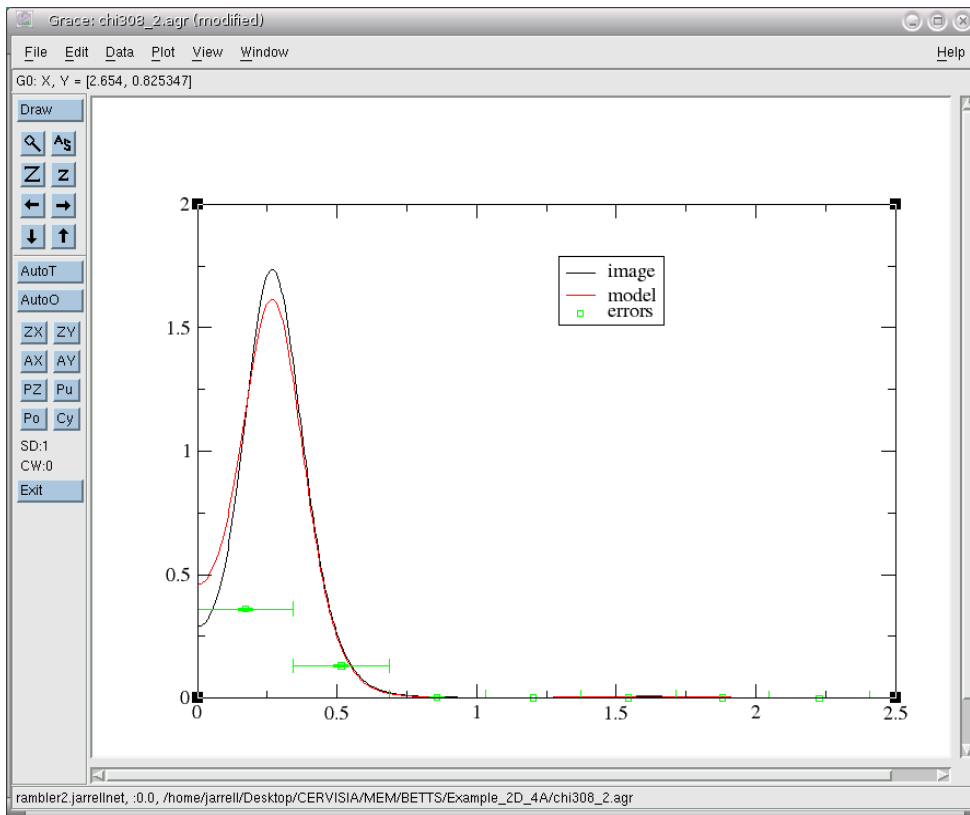 Grace: chi308_2.agr (modified)
File Edit Data Plot View Window Help
G0: X, Y = [2.654, 0.825347]
Draw
AS
Z z
AutoT
AutoO
ZX ZY
AX AY
PZ Pu
Po Cy
SD:1
CW:0
Exit
2
1.5
1
0.5
0
image
model
errors
0 0.5 1 1.5 2 2.5
rambler2.jarrellnet, :0.0, /home/jarrell/Desktop/CERVISIA/MEM/BETTS/Example_2D_4A/chi308_2.agr